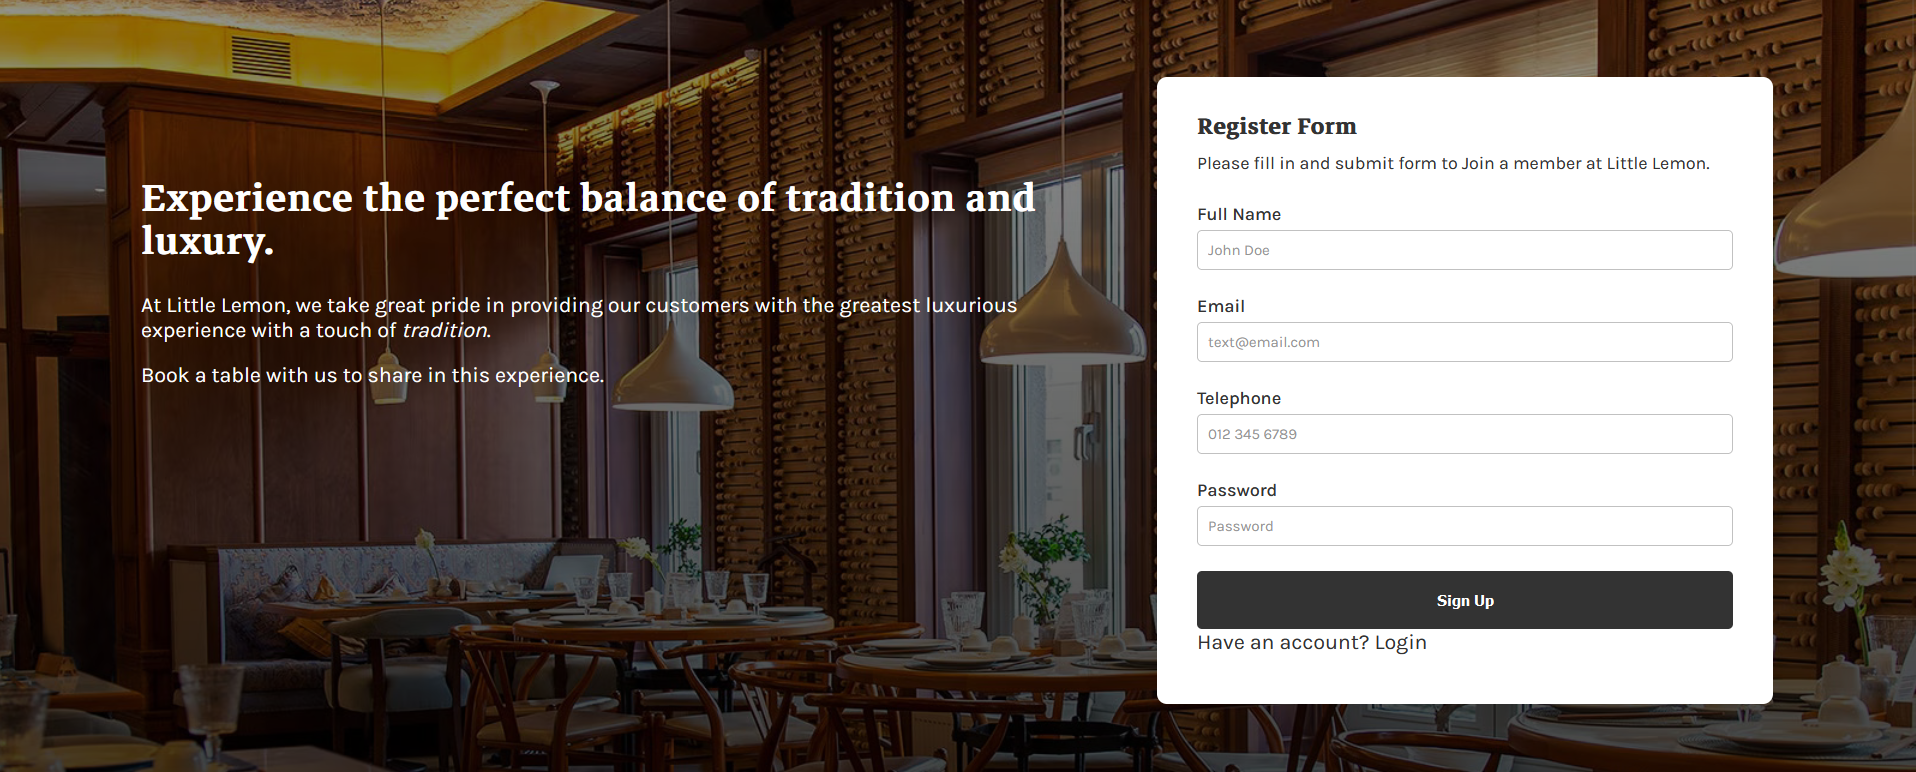 Experience the perfect balance of tradition and
luxury.
At Little Lemon, we take great pride in providing our customers with the greatest luxurious
experience with a touch of tradition.
Book a table with us to share in this experience.
Register Form
Please fill in and submit form to Join a member at Little Lemon.
Full Name
John Doe
Email
text@email.com
Telephone
012 345 6789
Password
Password
Sign Up
Have an account? Login